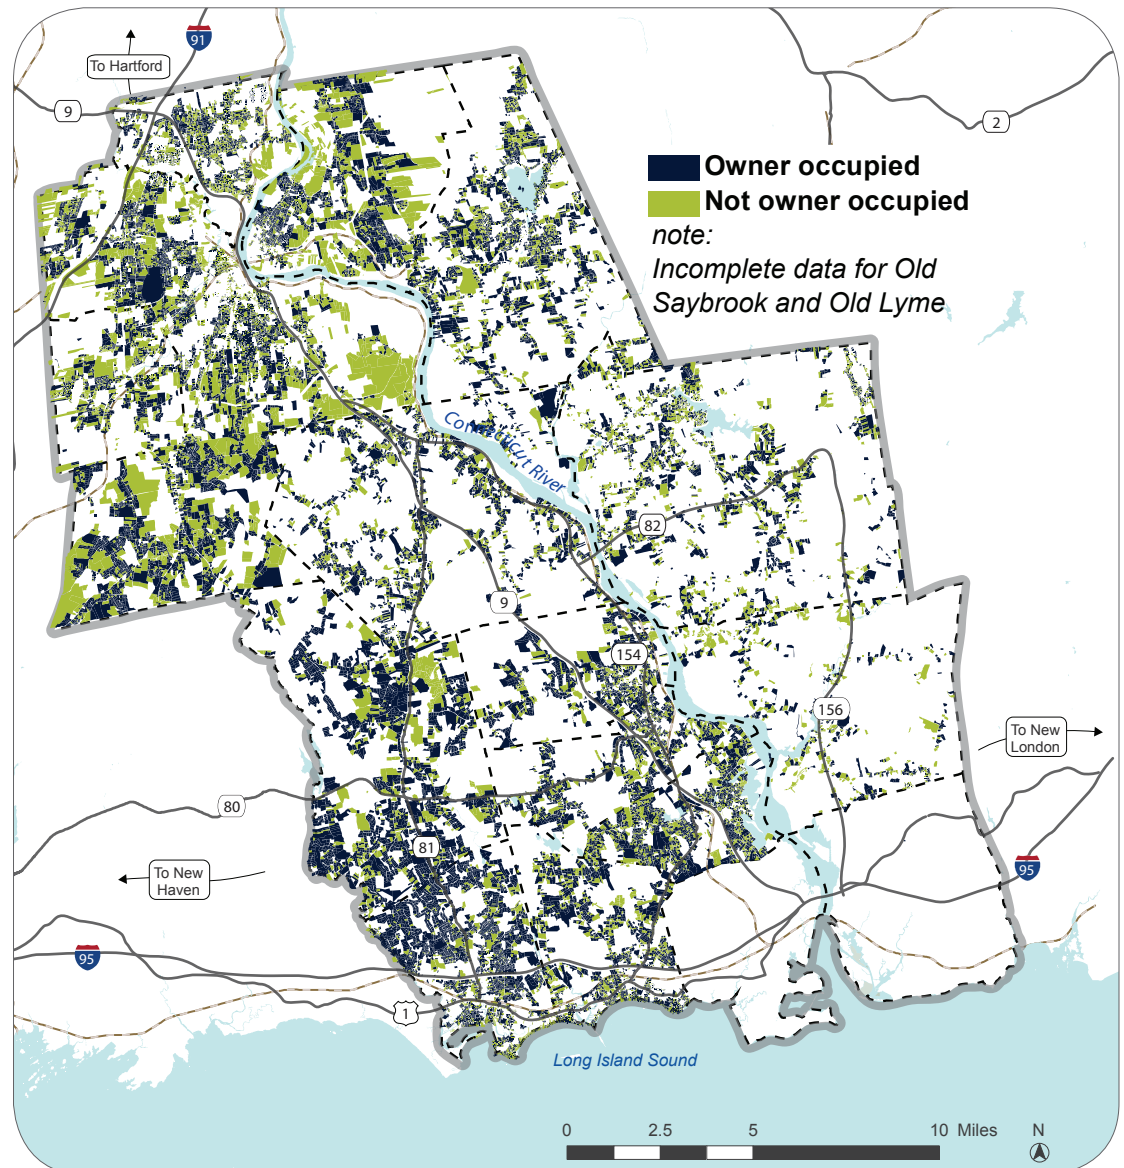 91
To Hartford
9
2
Owner occupied
Not owner occupied
note:
Incomplete data for Old
Saybrook and Old Lyme
Connecticut River
82
9
154
156
To New
London
80
81
To New
Haven
95
95
1
Long Island Sound
0 2.5 5 10 Miles N